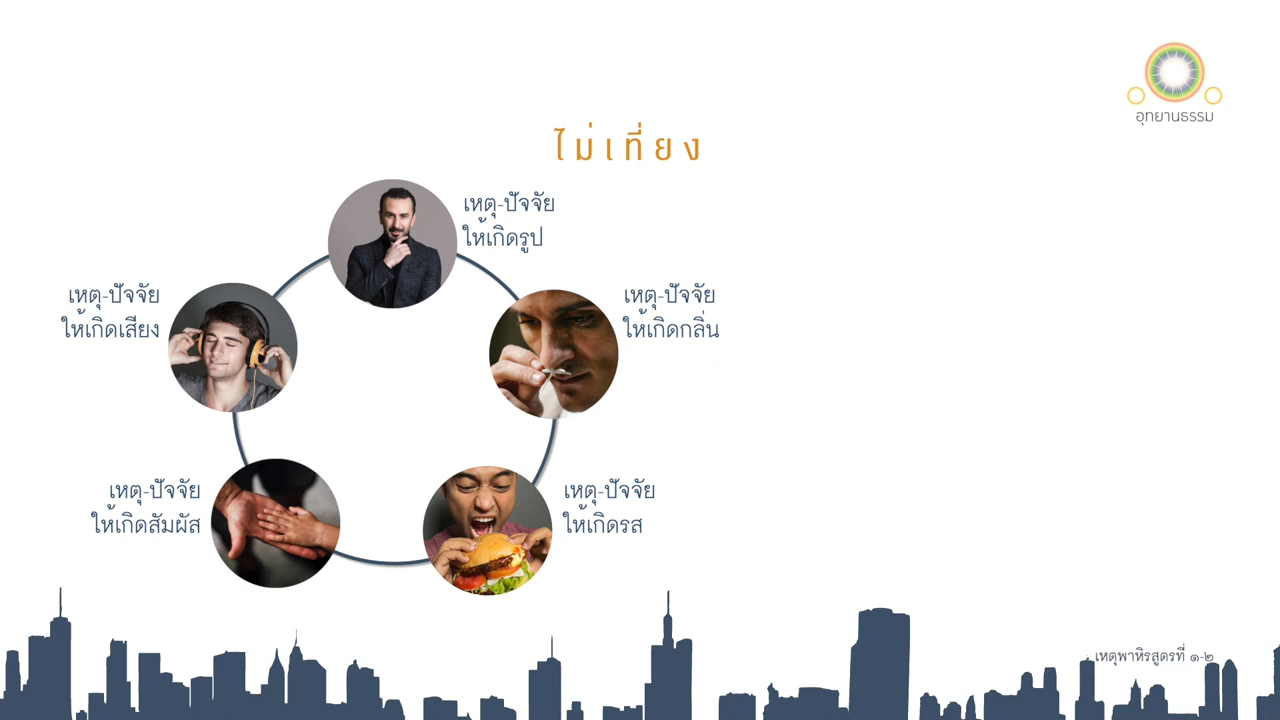 อุทยานธรรม
ไม่เที่ยง
เหตุ-ปัจจัย
ให้เกิดรูป
เหตุ-ปัจจัย
ให้เกิดเสียง
เหตุ-ปัจจัย
ให้เกิดกลิ่น
เหตุ-ปัจจัย
ให้เกิดสัมผัส
เหตุ-ปัจจัย
ให้เกิดรส
เหตุพาหิรสูตรที่ ๑-๒